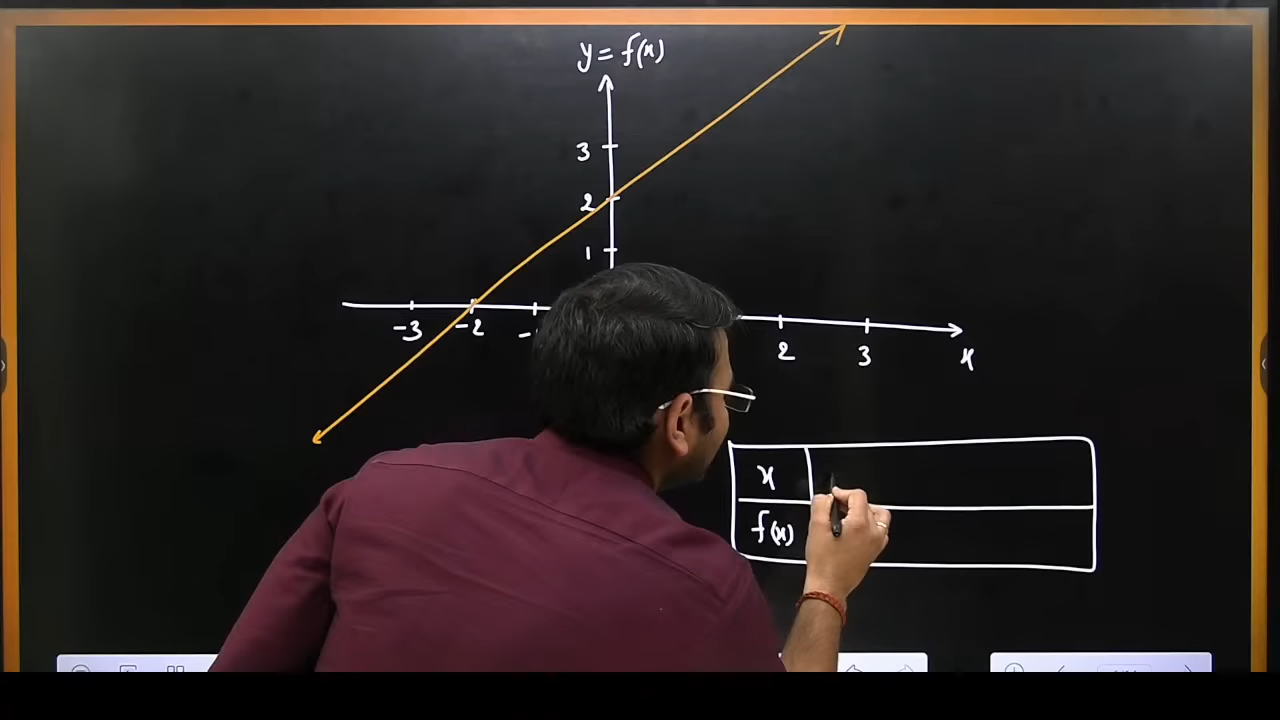 y = f(x)
3
2
1
-3 -2 - 2 3 x
x
f(x)